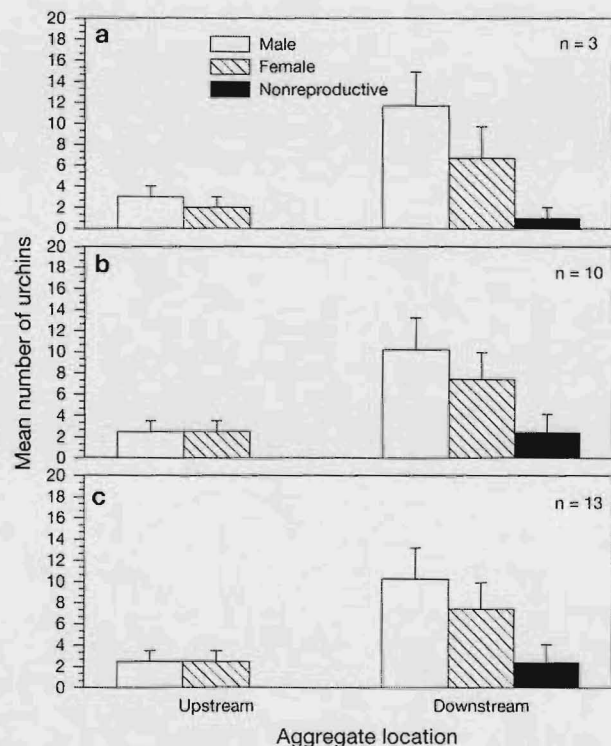 a
Male
Female
Nonreproductive
n = 3
20
18
16
14
12
10
8
6
4
2
0
b
n = 10
20
18
16
14
12
10
8
6
4
2
0
c
n = 13
20
18
16
14
12
10
8
6
4
2
0
Mean number of urchins
Upstream Downstream
Aggregate location